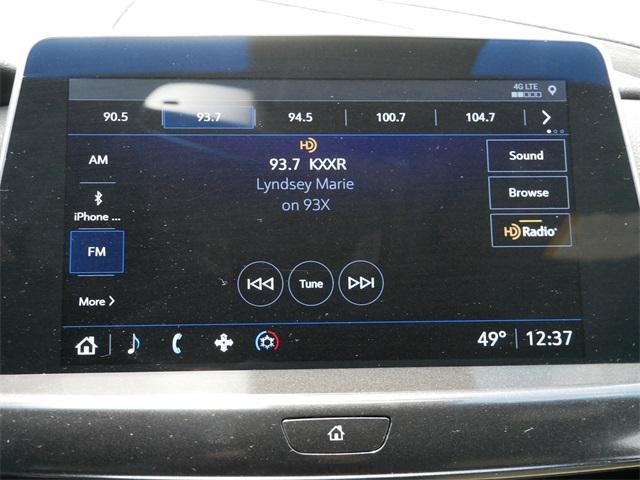 4G LTE
90.5 93.7 94.5 100.7 104.7
AM
HD
93.7 KXXR
Sound
Lyndsey Marie
Browse
iPhone ...
on 93X
HD Radio
FM
Tune
More
49° 12:37